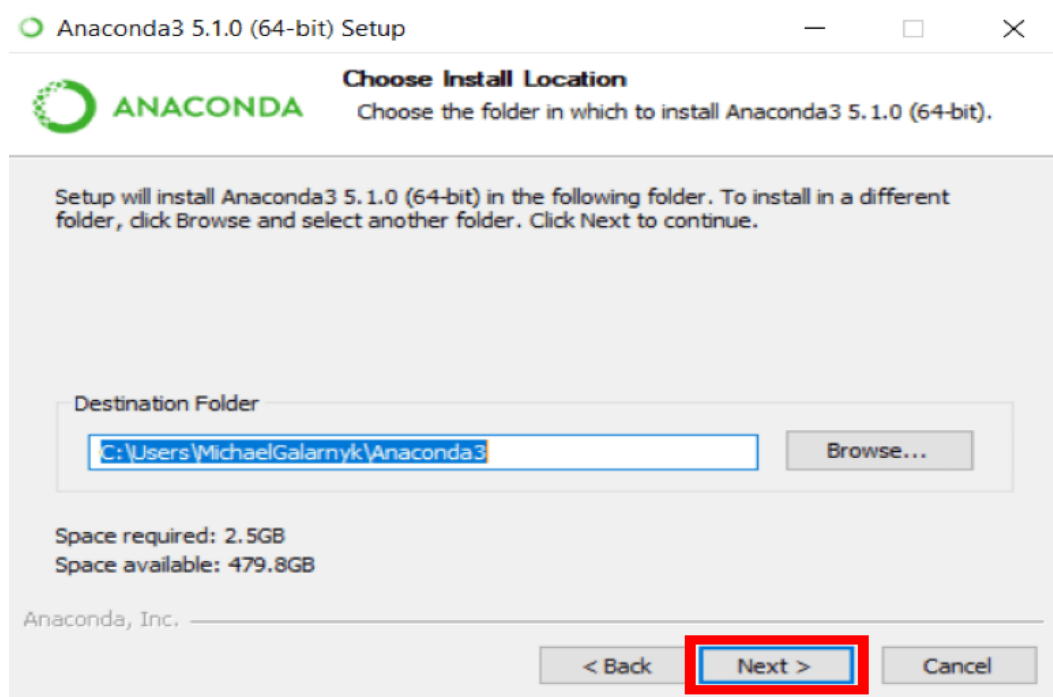 Anaconda3 5.1.0 (64-bit) Setup
ANACONDA
Choose Install Location
Choose the folder in which to install Anaconda3 5.1.0 (64-bit).
Setup will install Anaconda3 5.1.0 (64-bit) in the following folder. To install in a different
folder, click Browse and select another folder. Click Next to continue.
Destination Folder
C:\Users\MichaelGalarnyk\Anaconda3
Browse...
Space required: 2.5GB
Space available: 479.8GB
Anaconda, Inc.
< Back
Next >
Cancel